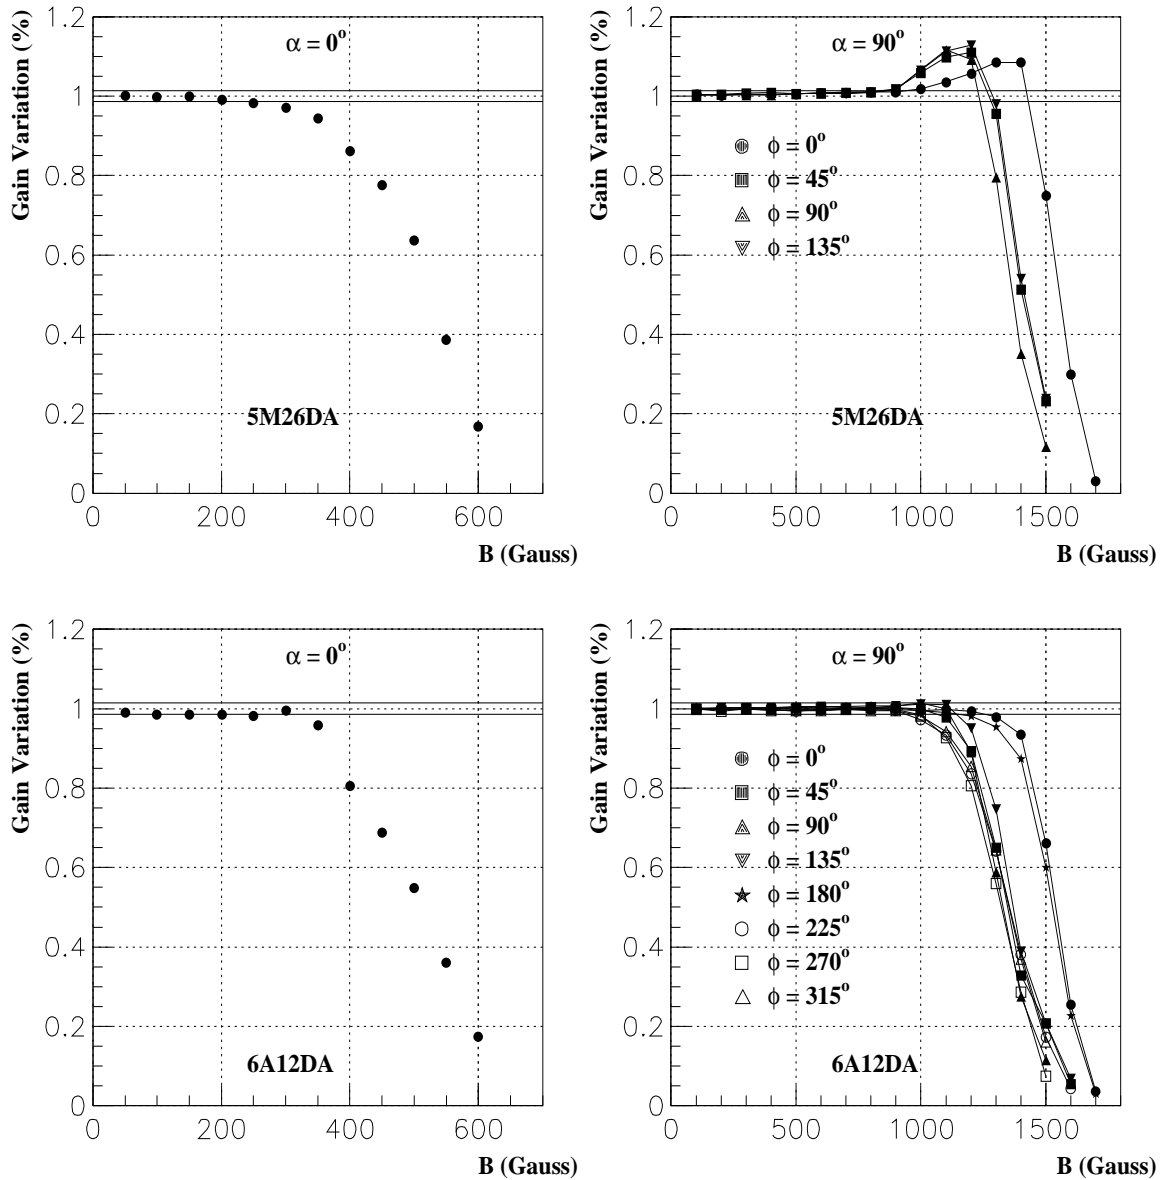 Gain Variation (%)
1.2
1
0.8
0.6
0.4
0.2
0
α = 0°
5M26DA
0 200 400 600
B (Gauss)
Gain Variation (%)
1.2
1
0.8
0.6
0.4
0.2
0
α = 90°
ϕ = 0°
ϕ = 45°
ϕ = 90°
ϕ = 135°
5M26DA
0 500 1000 1500
B (Gauss)
Gain Variation (%)
1.2
1
0.8
0.6
0.4
0.2
0
α = 0°
6A12DA
0 200 400 600
B (Gauss)
Gain Variation (%)
1.2
1
0.8
0.6
0.4
0.2
0
α = 90°
ϕ = 0°
ϕ = 45°
ϕ = 90°
ϕ = 135°
ϕ = 180°
ϕ = 225°
ϕ = 270°
ϕ = 315°
6A12DA
0 500 1000 1500
B (Gauss)